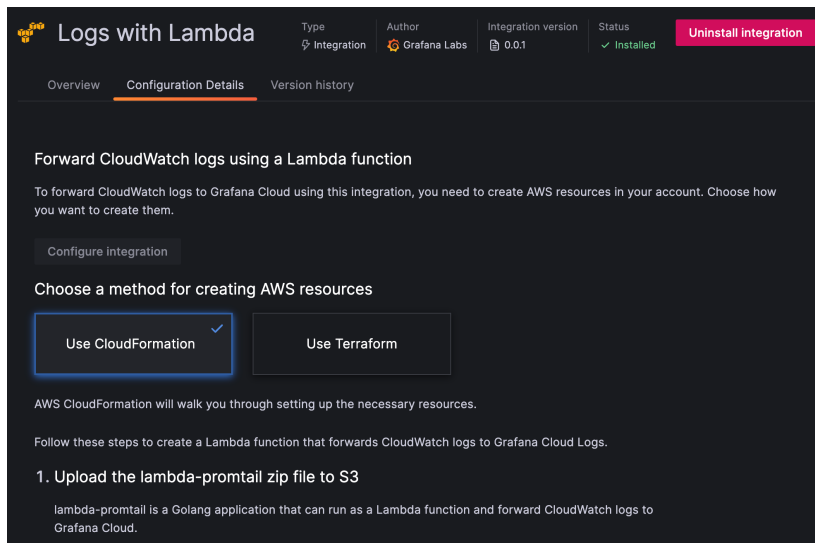 Logs with Lambda
Type
Integration
Author
Grafana Labs
Integration version
0.0.1
Status
Installed
Uninstall integration
Overview
Configuration Details
Version history
Forward CloudWatch logs using a Lambda function
To forward CloudWatch logs to Grafana Cloud using this integration, you need to create AWS resources in your account. Choose how
you want to create them.
Configure integration
Choose a method for creating AWS resources
Use CloudFormation
Use Terraform
AWS CloudFormation will walk you through setting up the necessary resources.
Follow these steps to create a Lambda function that forwards CloudWatch logs to Grafana Cloud Logs.
1. Upload the lambda-promtail zip file to S3
lambda-promtail is a Golang application that can run as a Lambda function and forward CloudWatch logs to
Grafana Cloud.